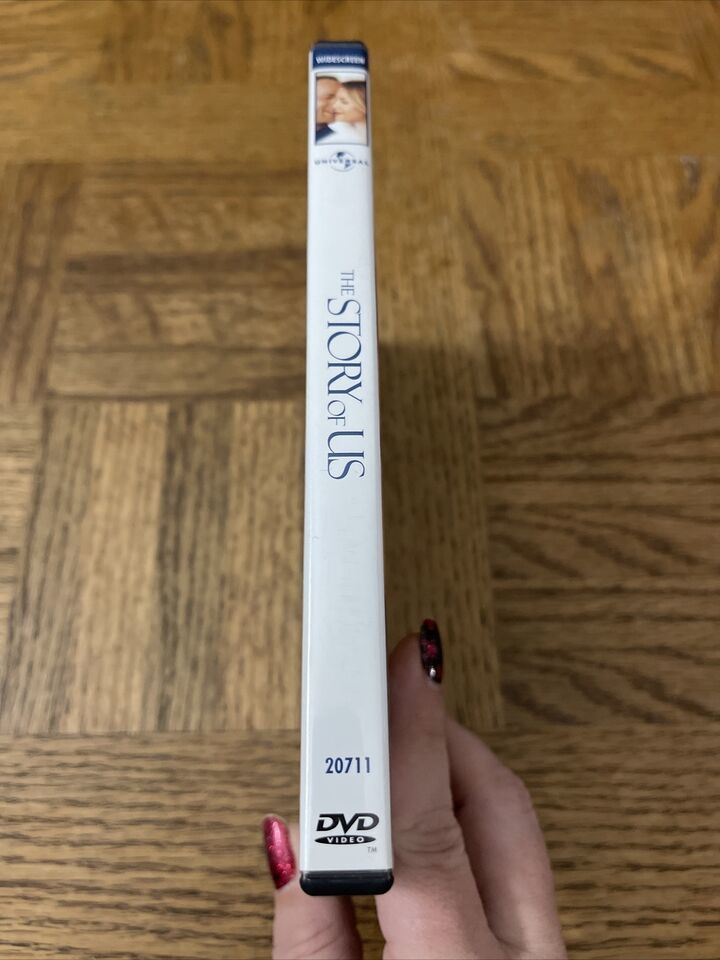 WIDESCREEN
UNIVERSAL
THE STORY OF US
20711
DVD
VIDEO
TM